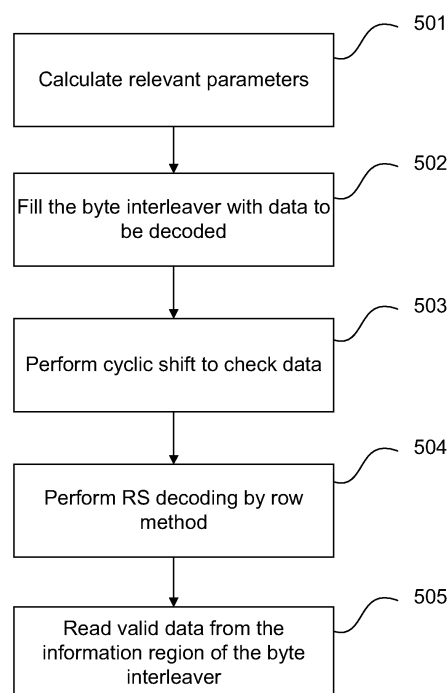 501
Calculate relevant parameters
502
Fill the byte interleaver with data to
be decoded
503
Perform cyclic shift to check data
504
Perform RS decoding by row
method
505
Read valid data from the
information region of the byte
interleaver